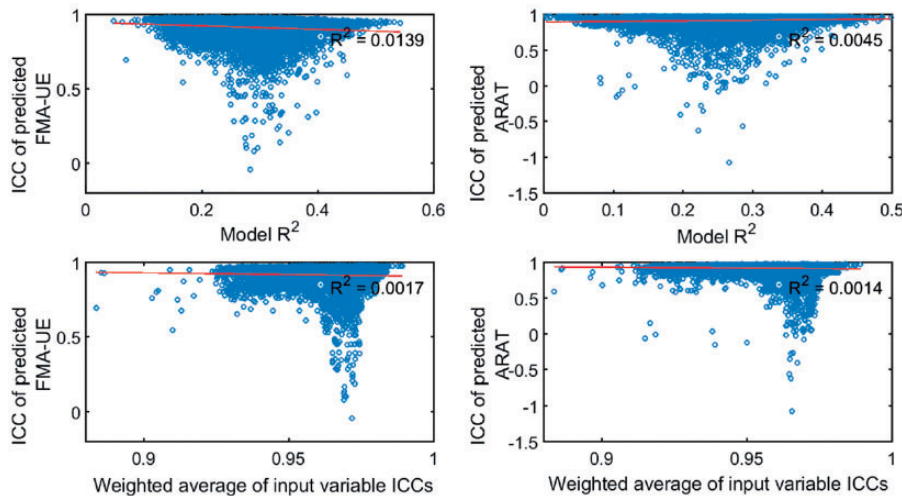 1
0.5
0
ICC of predicted
FMA-UE
R² = 0.0139
0
0.2
0.4
0.6
Model R²
1
0.5
0
-0.5
-1
-1.5
ICC of predicted
ARAT
R² = 0.0045
0
0.1
0.2
0.3
0.4
0.5
Model R²
1
0.5
0
ICC of predicted
FMA-UE
R² = 0.0017
0.9
0.95
1
Weighted average of input variable ICCs
1
0.5
0
-0.5
-1
-1.5
ICC of predicted
ARAT
R² = 0.0014
0.9
0.95
1
Weighted average of input variable ICCs